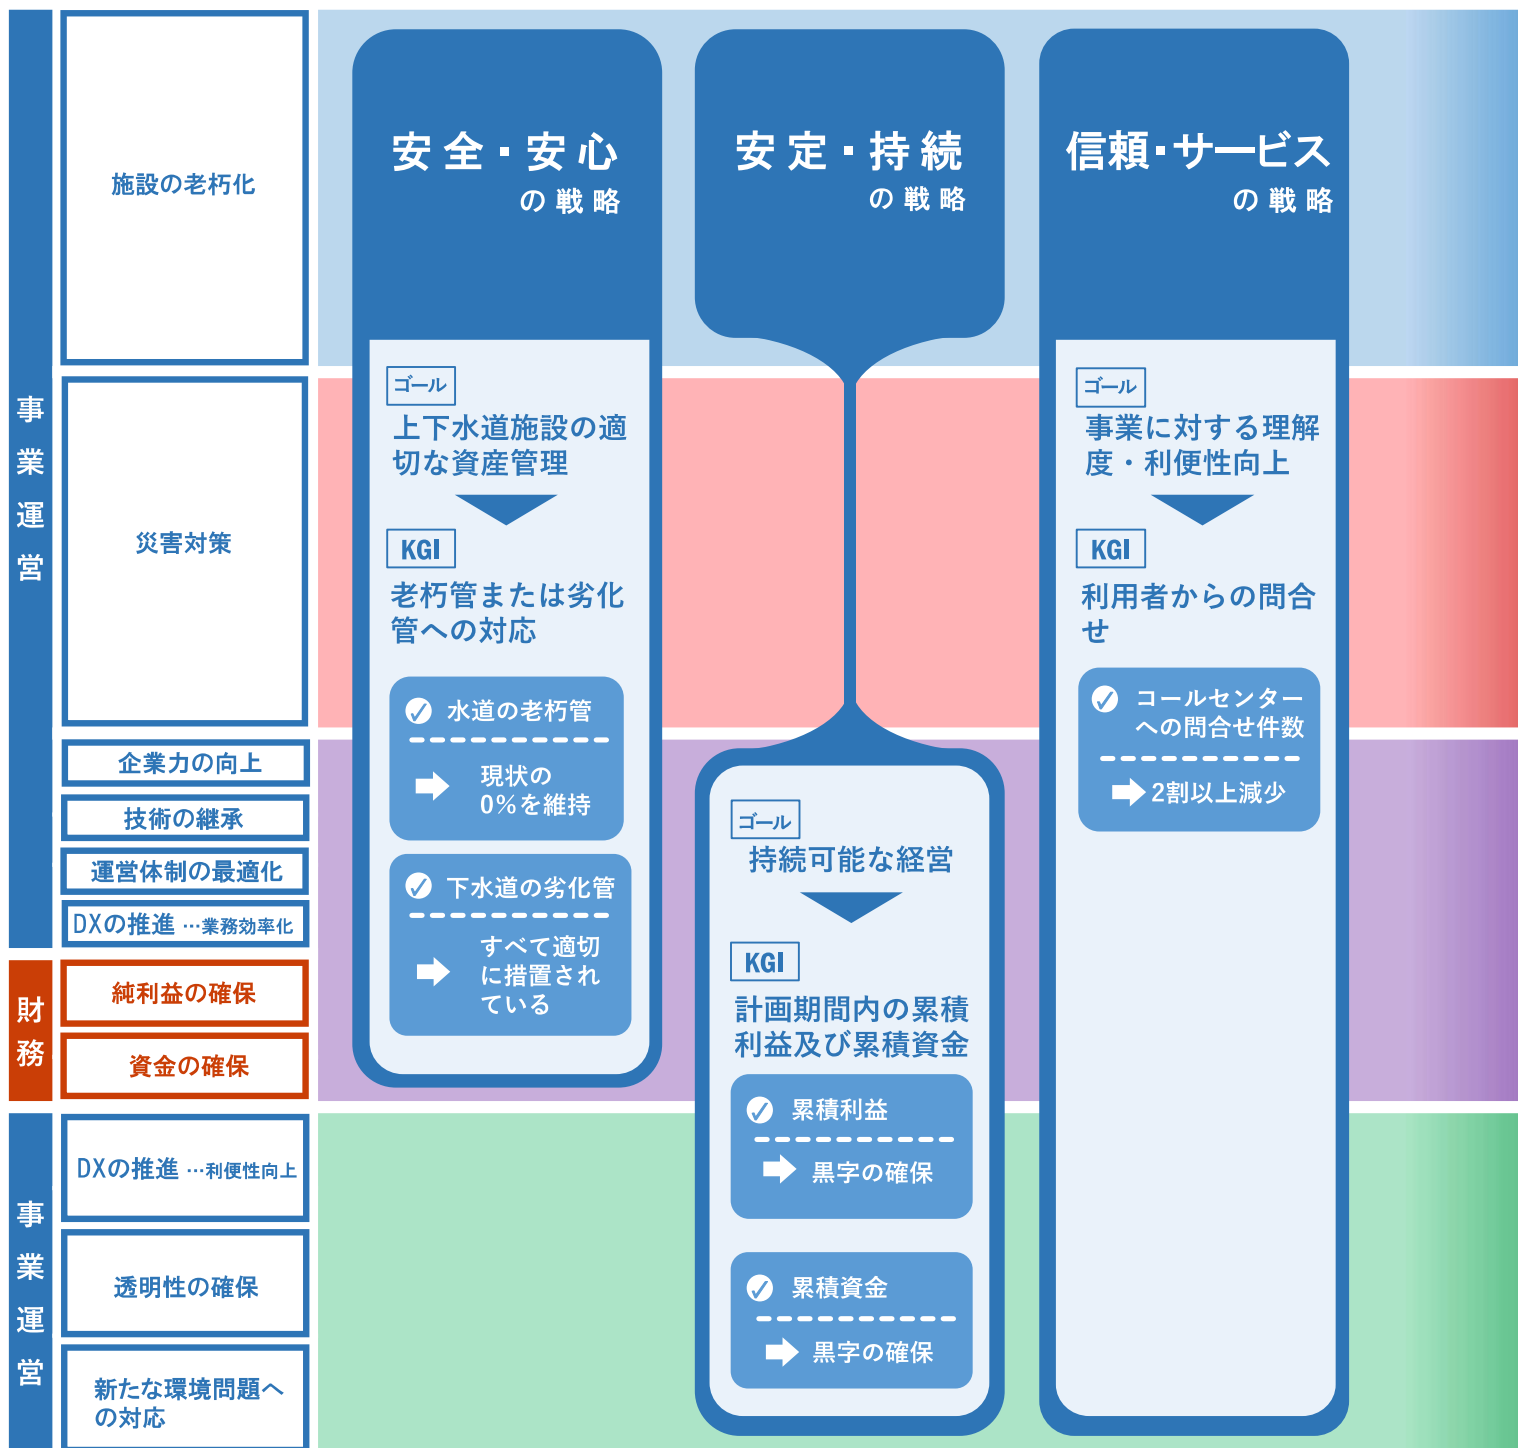 事業運営
施設の老朽化
災害対策
企業力の向上
技術の継承
運営体制の最適化
DXの推進 …業務効率化
財務
純利益の確保
資金の確保
事業運営
DXの推進 …利便性向上
透明性の確保
新たな環境問題へ
の対応
安全・安心
の戦略
ゴール
上下水道施設の適
切な資産管理
KGI
老朽管または劣化
管への対応
水道の老朽管
現状の
0%を維持
下水道の劣化管
すべて適切
に措置され
ている
安定・持続
の戦略
ゴール
持続可能な経営
KGI
計画期間内の累積
利益及び累積資金
累積利益
黒字の確保
累積資金
黒字の確保
信頼・サービス
の戦略
ゴール
事業に対する理解
度・利便性向上
KGI
利用者からの問合
せ
コールセンター
への問合せ件数
2割以上減少